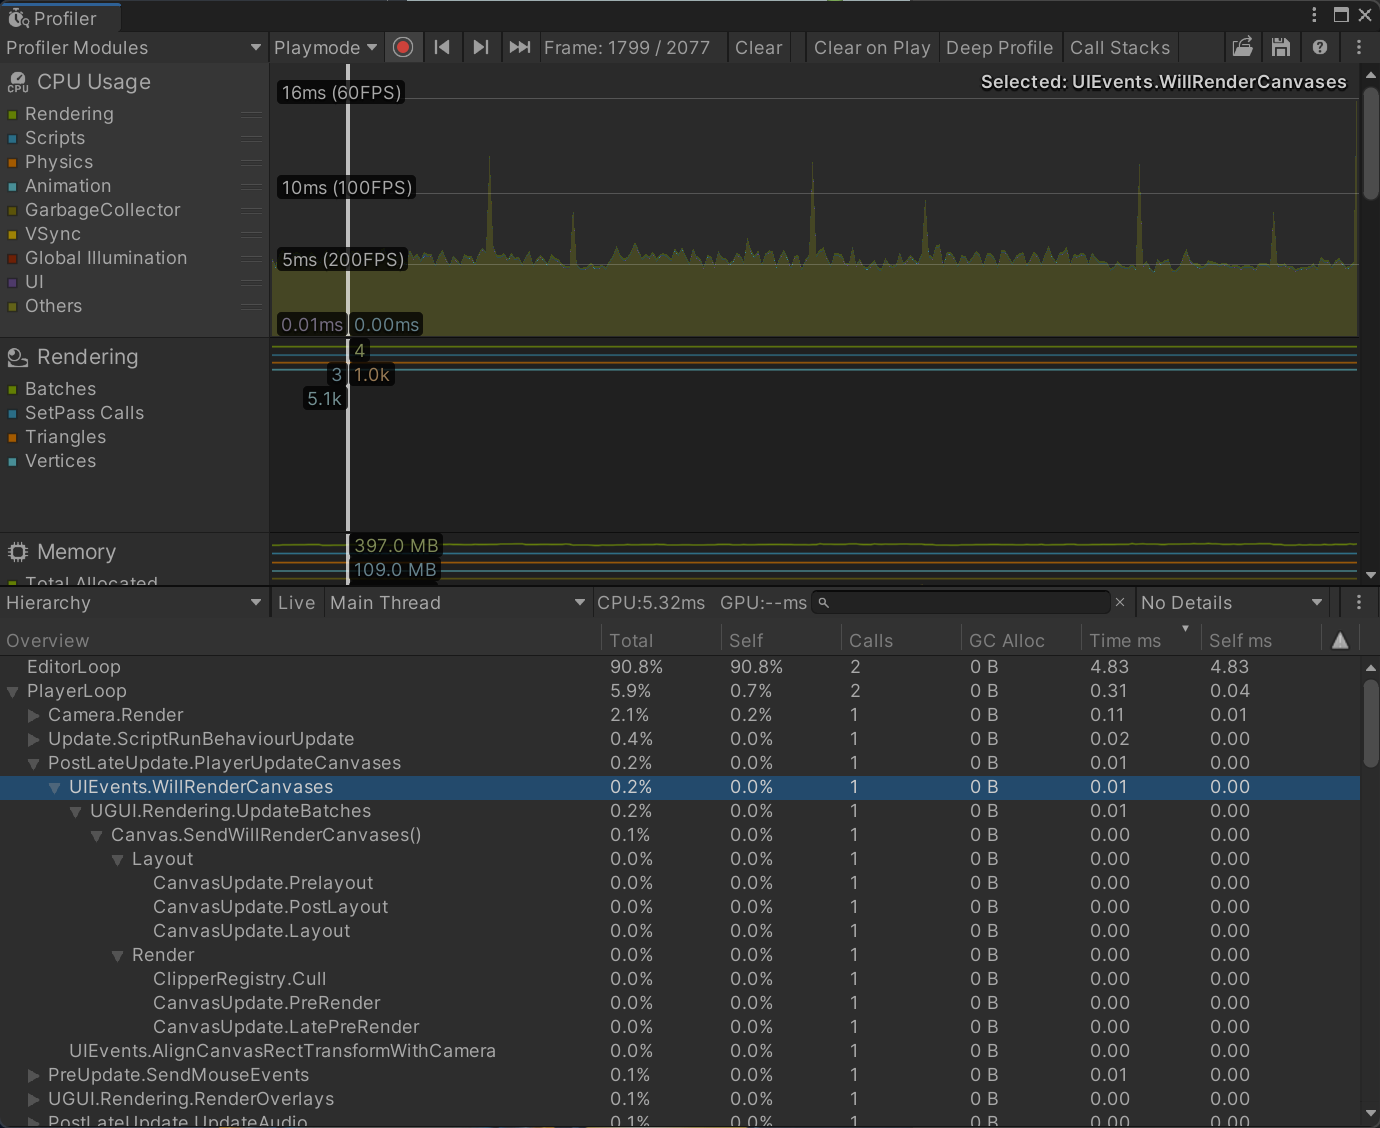 Profiler
Profiler Modules Playmode Frame: 1799 / 2077 Clear Clear on Play Deep Profile Call Stacks
CPU Usage
Rendering
Scripts
Physics
Animation
GarbageCollector
VSync
Global Illumination
UI
Others
Selected: UIEvents.WillRenderCanvases
16ms (60FPS)
10ms (100FPS)
5ms (200FPS)
0.01ms 0.00ms
Rendering
Batches
SetPass Calls
Triangles
Vertices
4
3 1.0k
5.1k
Memory
Total Allocated
397.0 MB
109.0 MB
Hierarchy Live Main Thread CPU:5.32ms GPU:--ms No Details
Overview Total Self Calls GC Alloc Time ms Self ms
EditorLoop 90.8% 90.8% 2 0 B 4.83 4.83
PlayerLoop 5.9% 0.7% 2 0 B 0.31 0.04
Camera.Render 2.1% 0.2% 1 0 B 0.11 0.01
Update.ScriptRunBehaviourUpdate 0.4% 0.0% 1 0 B 0.02 0.00
PostLateUpdate.PlayerUpdateCanvases 0.2% 0.0% 1 0 B 0.01 0.00
UIEvents.WillRenderCanvases 0.2% 0.0% 1 0 B 0.01 0.00
UGUI.Rendering.UpdateBatches 0.2% 0.0% 1 0 B 0.01 0.00
Canvas.SendWillRenderCanvases() 0.1% 0.0% 1 0 B 0.00 0.00
Layout 0.0% 0.0% 1 0 B 0.00 0.00
CanvasUpdate.Prelayout 0.0% 0.0% 1 0 B 0.00 0.00
CanvasUpdate.PostLayout 0.0% 0.0% 1 0 B 0.00 0.00
CanvasUpdate.Layout 0.0% 0.0% 1 0 B 0.00 0.00
Render 0.0% 0.0% 1 0 B 0.00 0.00
ClipperRegistry.Cull 0.0% 0.0% 1 0 B 0.00 0.00
CanvasUpdate.PreRender 0.0% 0.0% 1 0 B 0.00 0.00
CanvasUpdate.LatePreRender 0.0% 0.0% 1 0 B 0.00 0.00
UIEvents.AlignCanvasRectTransformWithCamera 0.0% 0.0% 1 0 B 0.00 0.00
PreUpdate.SendMouseEvents 0.1% 0.0% 1 0 B 0.01 0.00
UGUI.Rendering.RenderOverlays 0.1% 0.0% 1 0 B 0.00 0.00
PostLateUpdate.UpdateAudio 0.1% 0.0% 1 0 B 0.00 0.00